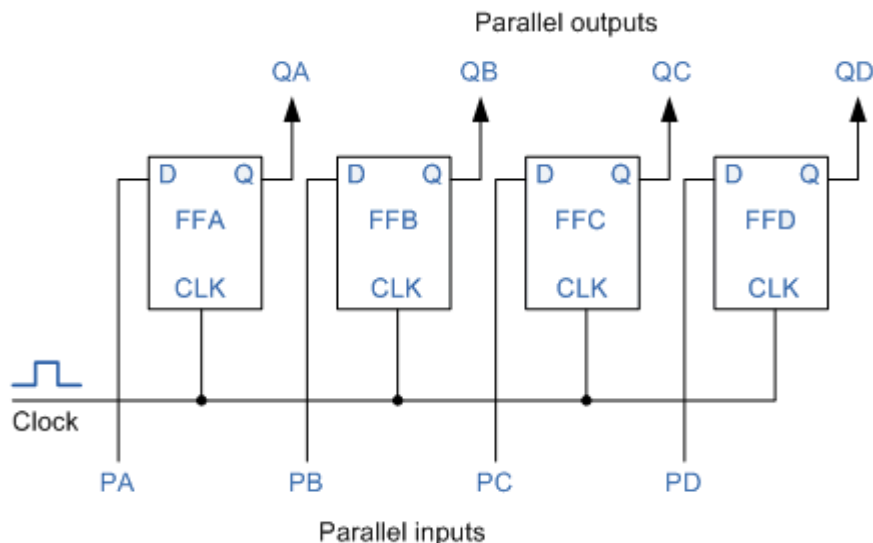 Parallel outputs
QA QB QC QD
D Q D Q D Q D Q
FFA FFB FFC FFD
CLK CLK CLK CLK
Clock
PA PB PC PD
Parallel inputs